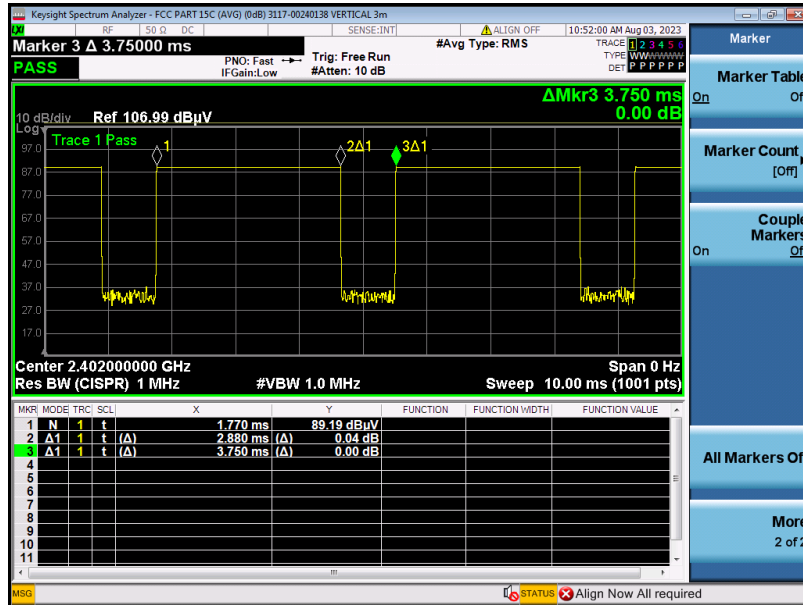 Keysight Spectrum Analyzer - FCC PART 15C (AVG) (0dB) 3117-00240138 VERTICAL 3m
LXI RF 50 Ω DC SENSE:INT ALIGN OFF 10:52:00 AM Aug 03, 2023
Marker 3 Δ 3.75000 ms
PASS
PNO: Fast
IFGain:Low
Trig: Free Run
#Atten: 10 dB
#Avg Type: RMS
TRACE 1 2 3 4 5 6
TYPE WWWWWW
DET P P P P P P
ΔMkr3 3.750 ms
0.00 dB
10 dB/div Ref 106.99 dBµV
Log
Trace 1 Pass
1
2Δ1
3Δ1
97.0
87.0
77.0
67.0
57.0
47.0
37.0
27.0
17.0
Center 2.402000000 GHz Span 0 Hz
Res BW (CISPR) 1 MHz #VBW 1.0 MHz Sweep 10.00 ms (1001 pts)
MKR MODE TRC SCL X Y FUNCTION FUNCTION WIDTH FUNCTION VALUE
1 N 1 t 1.770 ms 89.19 dBµV
2 Δ1 1 t (Δ) 2.880 ms (Δ) 0.04 dB
3 Δ1 1 t (Δ) 3.750 ms (Δ) 0.00 dB
4
5
6
7
8
9
10
11
MSG STATUS Align Now All required
Marker
Marker Table
On Of
Marker Count
[Off]
Couple
Markers
On Of
All Markers Of
More
2 of 2